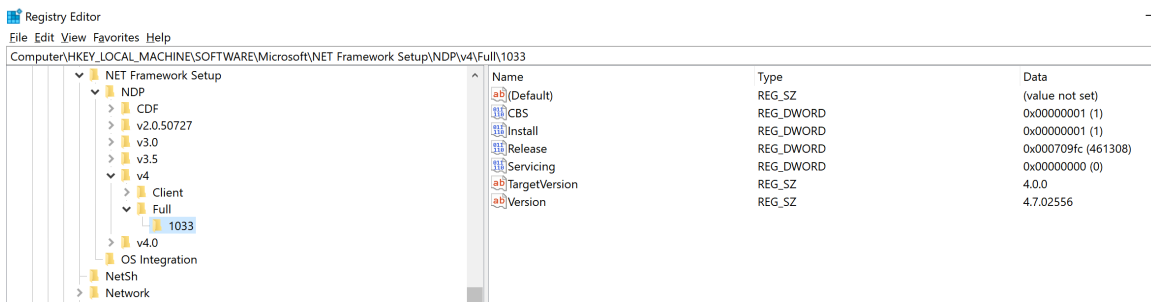 Registry Editor
File Edit View Favorites Help
Computer\HKEY_LOCAL_MACHINE\SOFTWARE\Microsoft\NET Framework Setup\NDP\v4\Full\1033
NET Framework Setup
NDP
CDF
v2.0.50727
v3.0
v3.5
v4
Client
Full
1033
v4.0
OS Integration
NetSh
Network
Name Type Data
(Default) REG_SZ (value not set)
CBS REG_DWORD 0x00000001 (1)
Install REG_DWORD 0x00000001 (1)
Release REG_DWORD 0x000709fc (461308)
Servicing REG_DWORD 0x00000000 (0)
TargetVersion REG_SZ 4.0.0
Version REG_SZ 4.7.02556